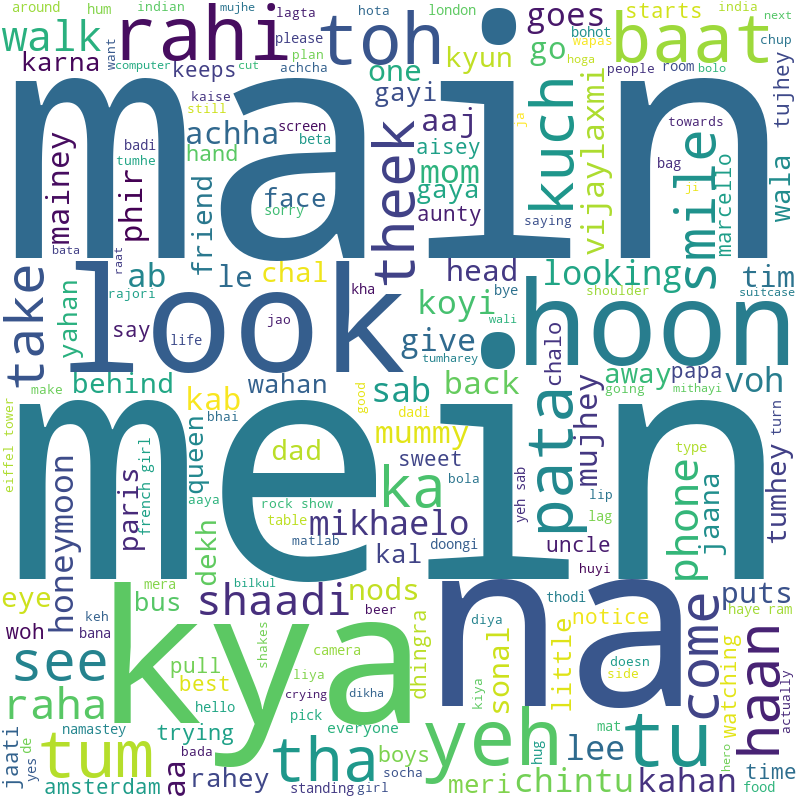 around hum indian mujhe lagta hota london india next
walk rahi toh goes starts baat
karna want computer cut please plan kyun go bohot wapas chup
keeps achcha one hoga people room bolo
main
kaise still screen gayi aaj kuch vijaylaxmi ja towards tujhey
mainey badi tumhe phir achha hand beta theek aisey mom bag ji smile marcello wala
friend face sorry gaya aunty saying
bata raat
look hoon
take ab le chal kha head bye looking shoulder tim suitcase
yahan rajori say life jao koyi wali
give tumharey chalo away papa voh
make behind wahan sab back going mithayi
mein
eiffel tower kab bhai good dadi pata mujhey type turn
honeymoon paris french girl queen dad mummy sweet ka bola yeh sab lip phone jaana tumhey
aaya rock show table mikhaelo lag
dekh matlab kal doongi uncle
huyi
kya na
eye mera bilkul shaadi nods thodi come puts
woh keh bana bus beer diya notice haye ram
see pull shakes camera dhingra sonal little doesn watching actually
raha best liya crying dikha kiya side
hello pick yeh tu haan
jaati yes de namastey trying everyone mat hero
tum aa bada tha boys hug lee time
amsterdam rahey socha standing girl meri chintu kahan food